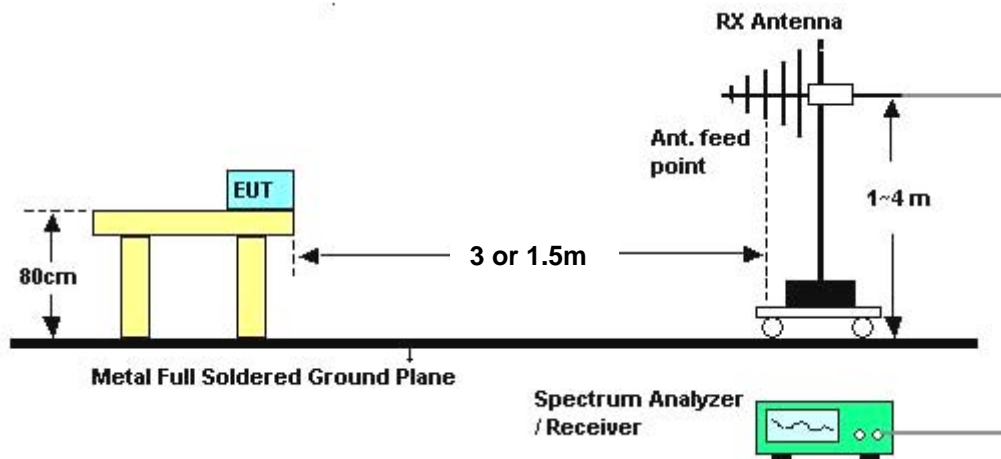 RX Antenna
Ant. feed
point
EUT
1~4 m
3 or 1.5m
80cm
Metal Full Soldered Ground Plane
Spectrum Analyzer
/ Receiver